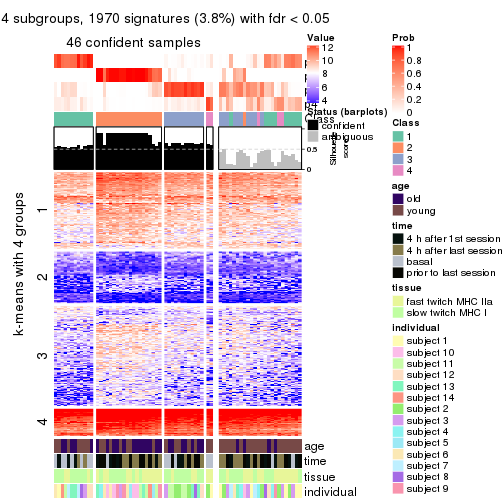 4 subgroups, 1970 signatures (3.8%) with fdr < 0.05
46 confident samples
k-means with 4 groups
1
2
3
4
p4
Class
age
time
tissue
individual
0.5
0
Silhouette
score
Value
12
10
8
6
4
Status (barplots)
confident
ambiguous
Prob
1
0.8
0.6
0.4
0.2
0
Class
1
2
3
4
age
old
young
time
4 h after 1st session
4 h after last session
basal
prior to last session
tissue
fast twitch MHC IIa
slow twitch MHC I
individual
subject 1
subject 10
subject 11
subject 12
subject 13
subject 14
subject 2
subject 3
subject 4
subject 5
subject 6
subject 7
subject 8
subject 9